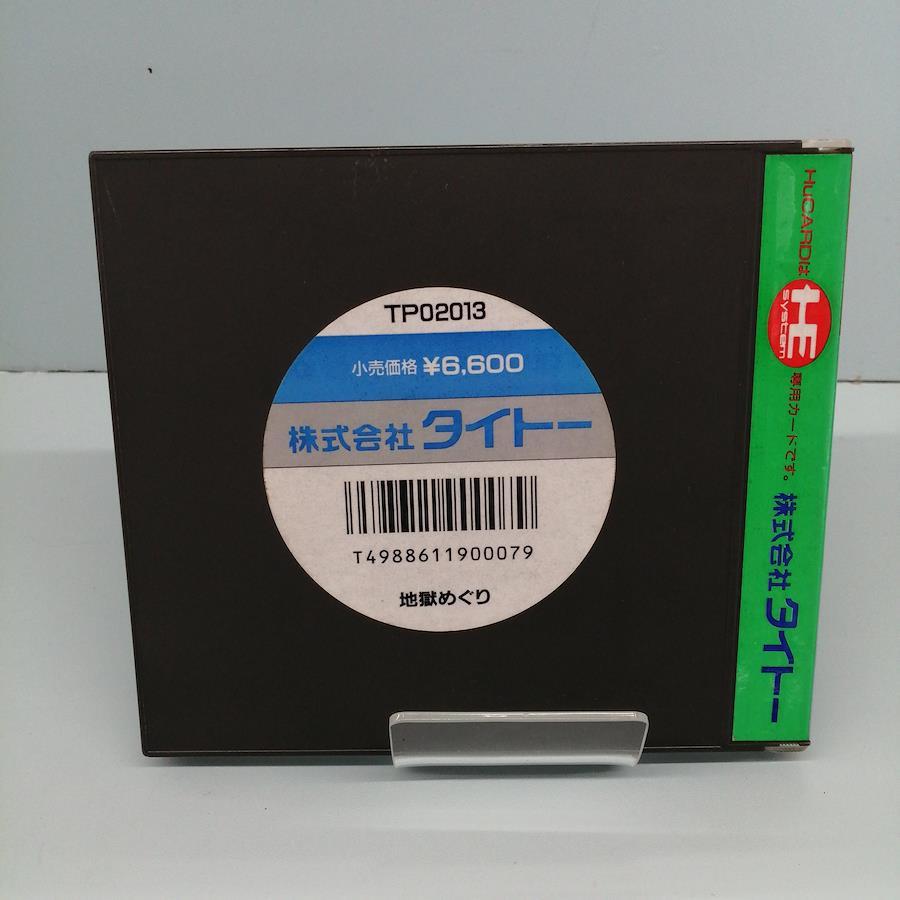 TP02013
小売価格 ¥6,600
株式会社 タイトー
T4988611900079
地獄めぐり
HuCARDは HE SYSTEM 専用カードです。 株式会社 タイトー